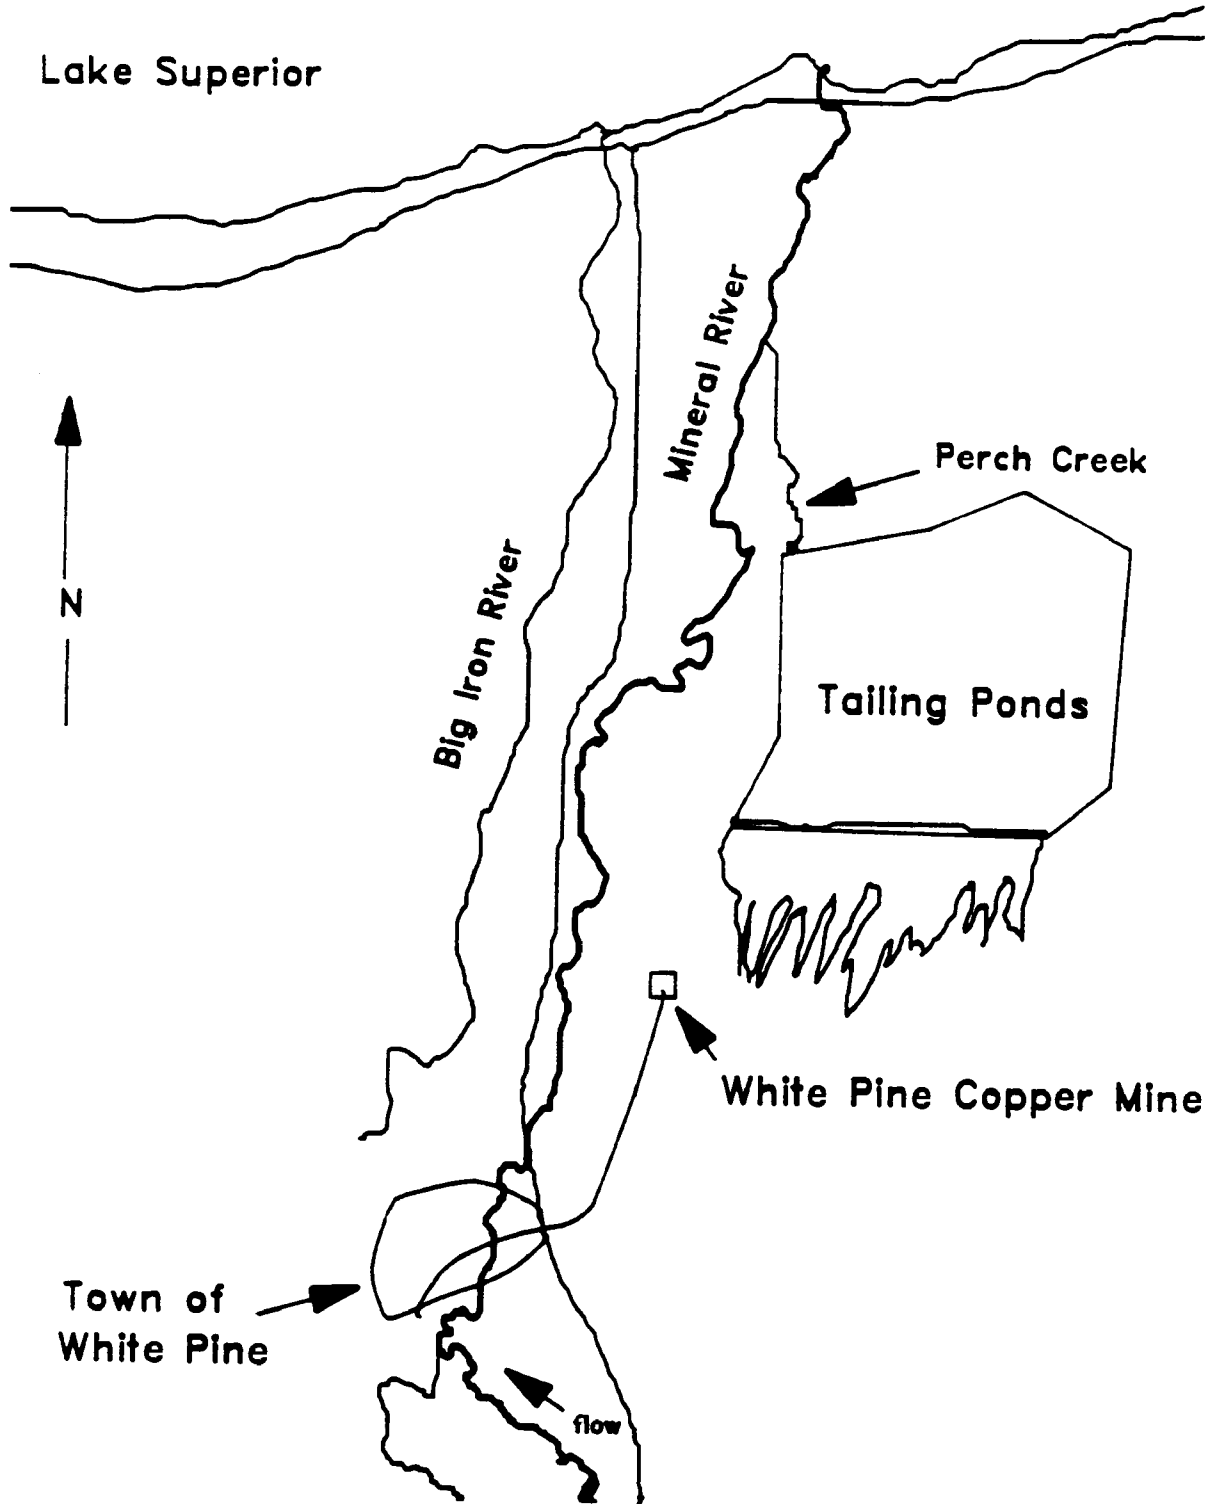 Lake Superior
Mineral River
Perch Creek
N
Big Iron River
Tailing Ponds
White Pine Copper Mine
Town of
White Pine
flow